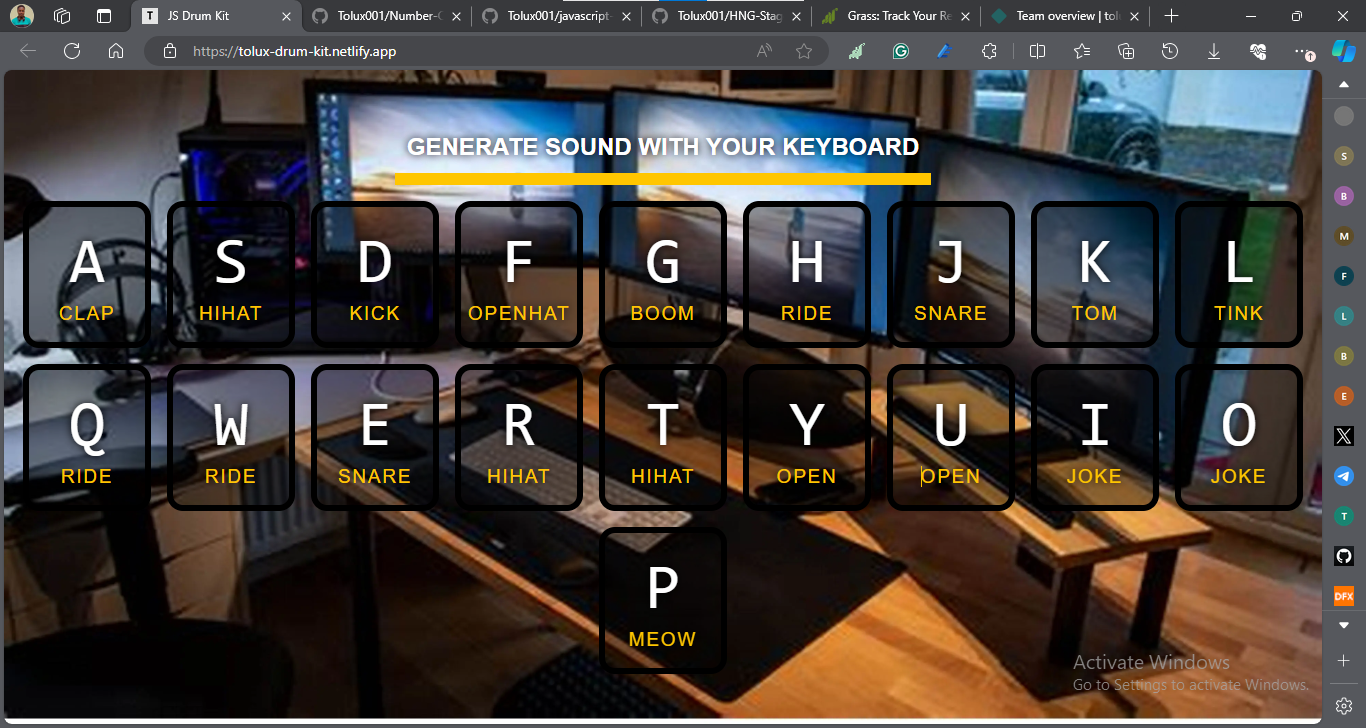 JS Drum Kit
Tolux001/Number-G
Tolux001/javascript-
Tolux001/HNG-Stag
Grass: Track Your Re
Team overview | tol
https://tolux-drum-kit.netlify.app
GENERATE SOUND WITH YOUR KEYBOARD
A S D F G H J K L
CLAP HIHAT KICK OPENHAT BOOM RIDE SNARE TOM TINK
Q W E R T Y U I O
RIDE RIDE SNARE HIHAT HIHAT OPEN OPEN JOKE JOKE
P
MEOW
Activate Windows
Go to Settings to activate Windows.
S
B
M
F
L
B
E
T
DFX